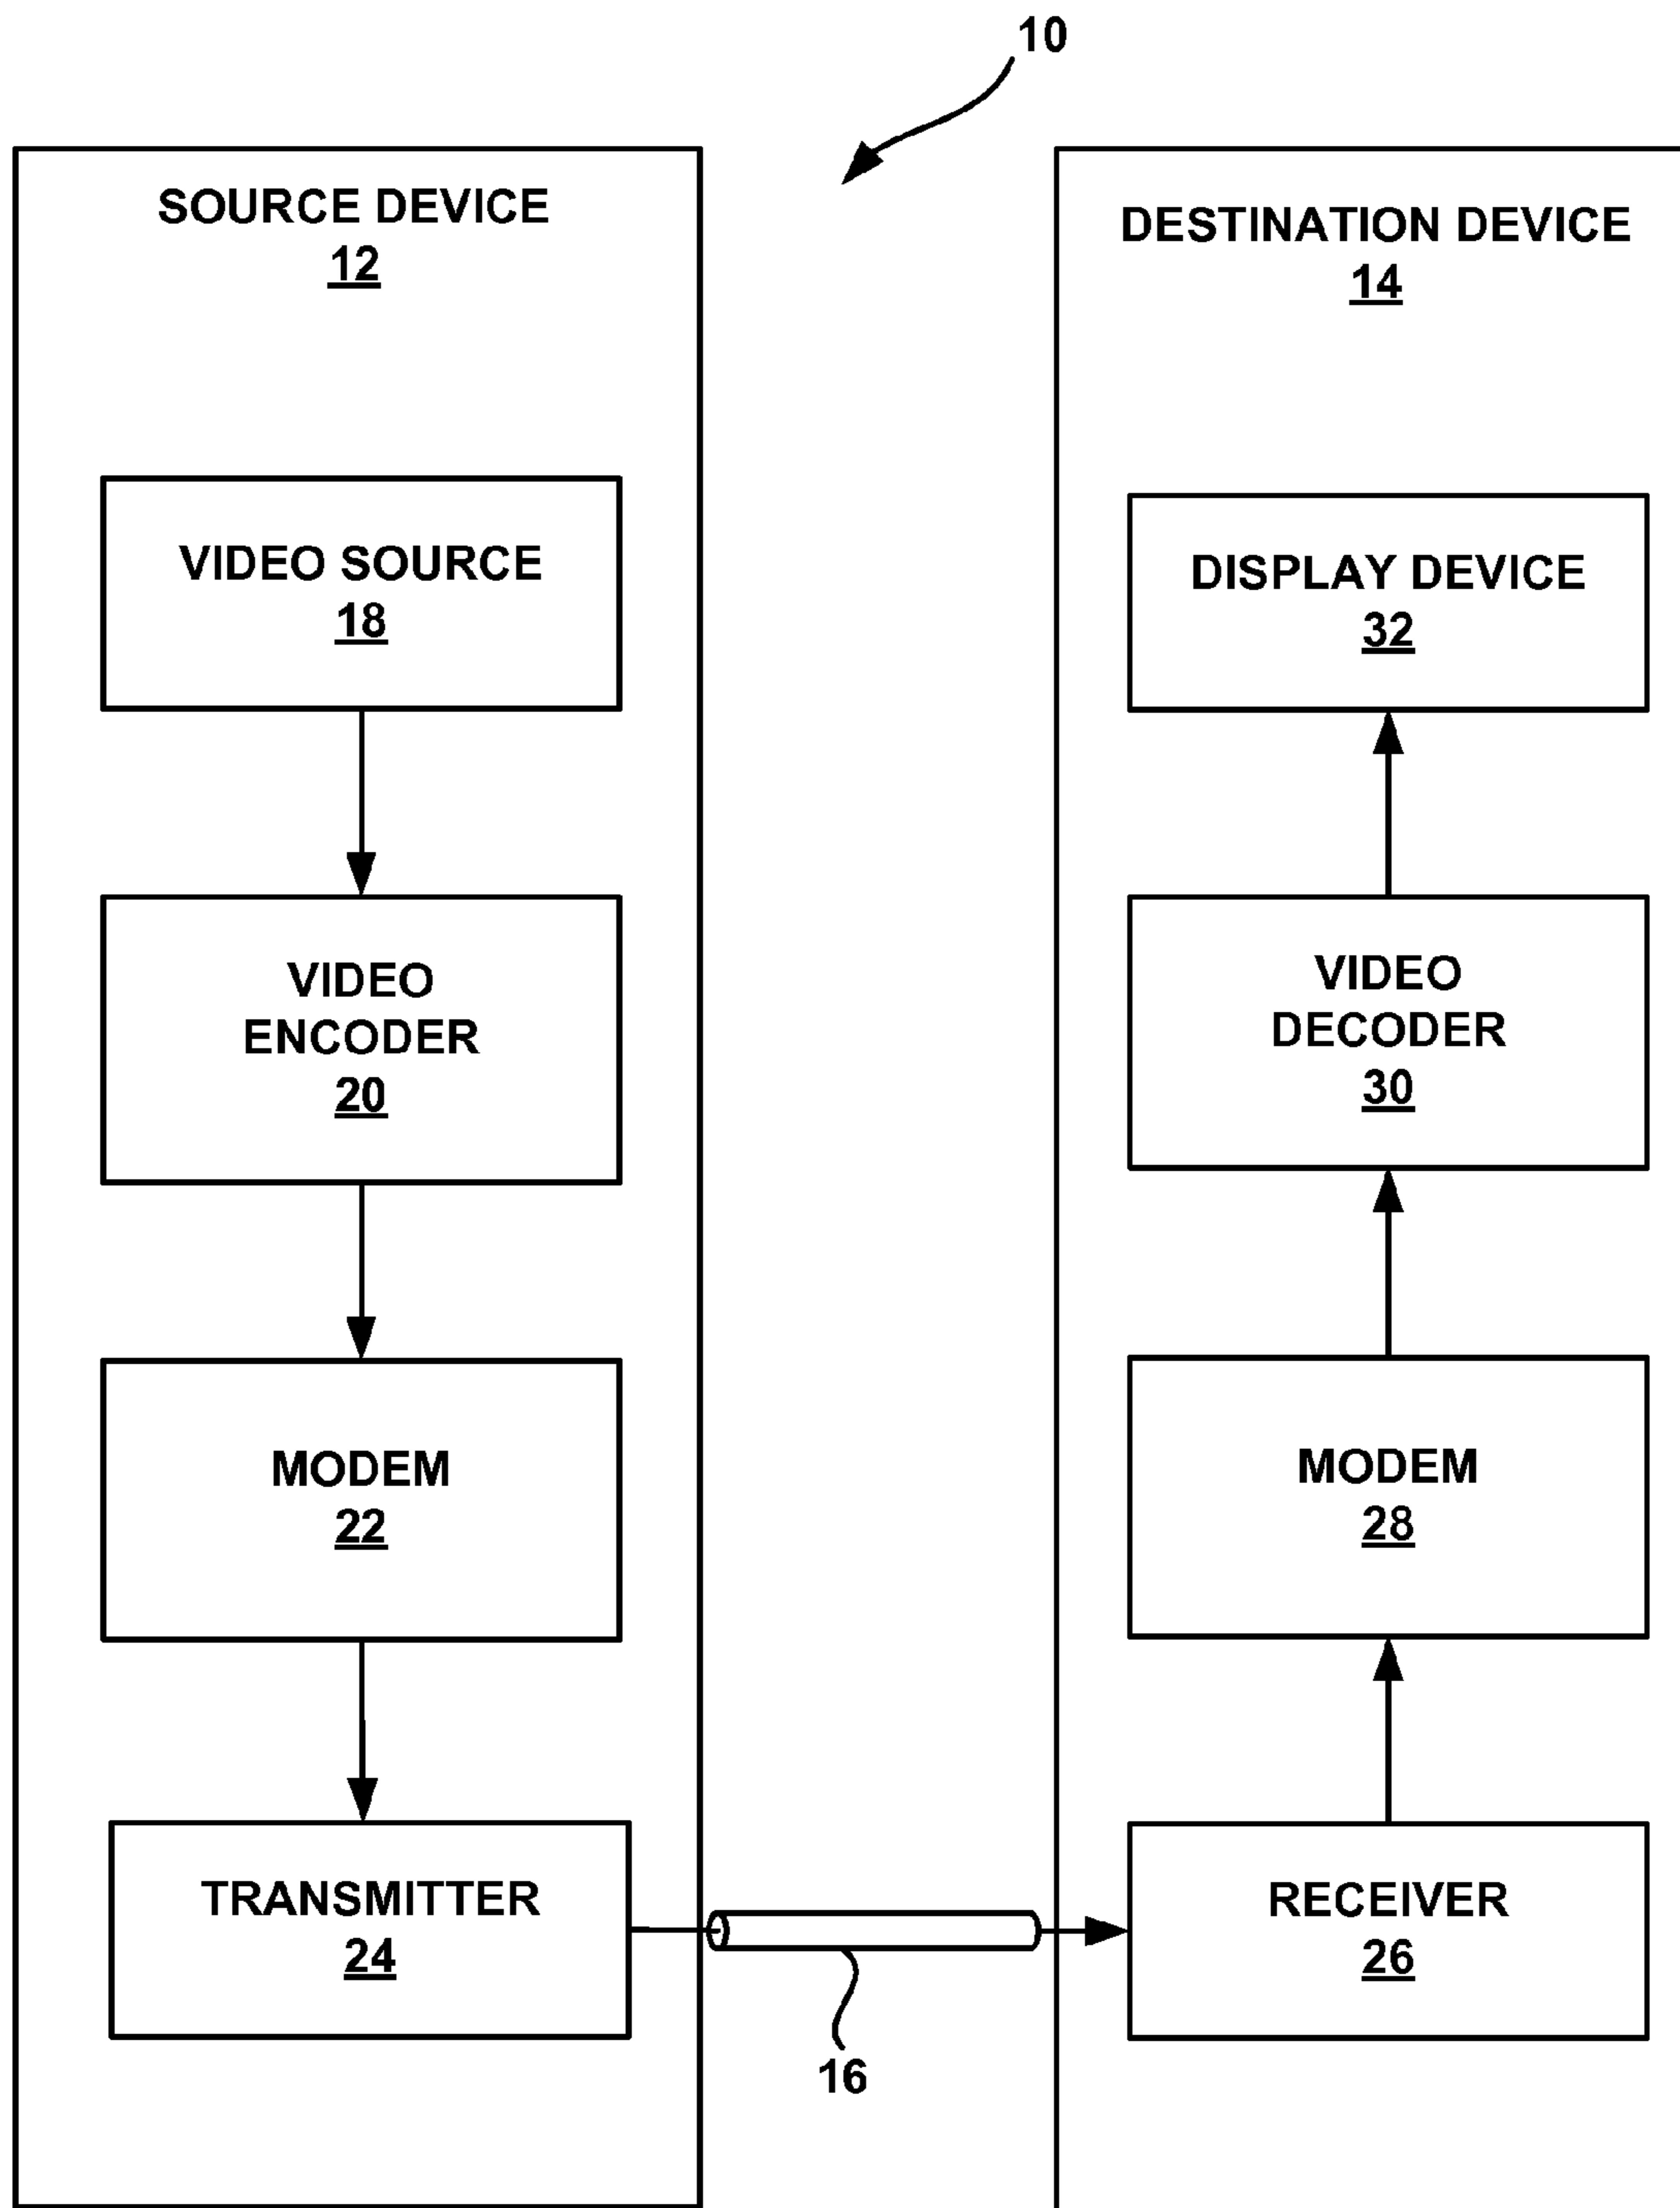 10
SOURCE DEVICE
12
VIDEO SOURCE
18
VIDEO
ENCODER
20
MODEM
22
TRANSMITTER
24
16
DESTINATION DEVICE
14
DISPLAY DEVICE
32
VIDEO
DECODER
30
MODEM
28
RECEIVER
26